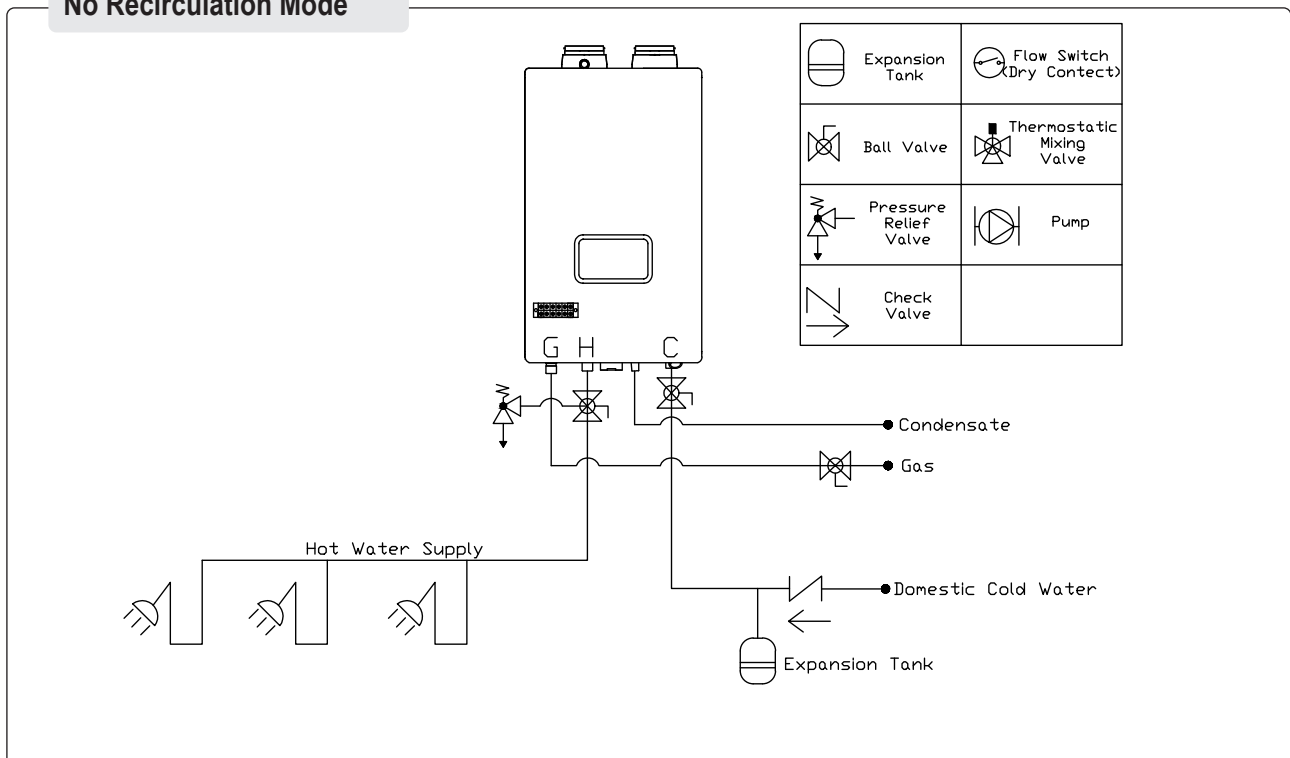 No Recirculation Mode
Expansion
Tank
Flow Switch
(Dry Contect)
Ball Valve
Thermostatic
Mixing
Valve
Pressure
Relief
Valve
Pump
Check
Valve
G H C
Condensate
Gas
Hot Water Supply
Domestic Cold Water
Expansion Tank